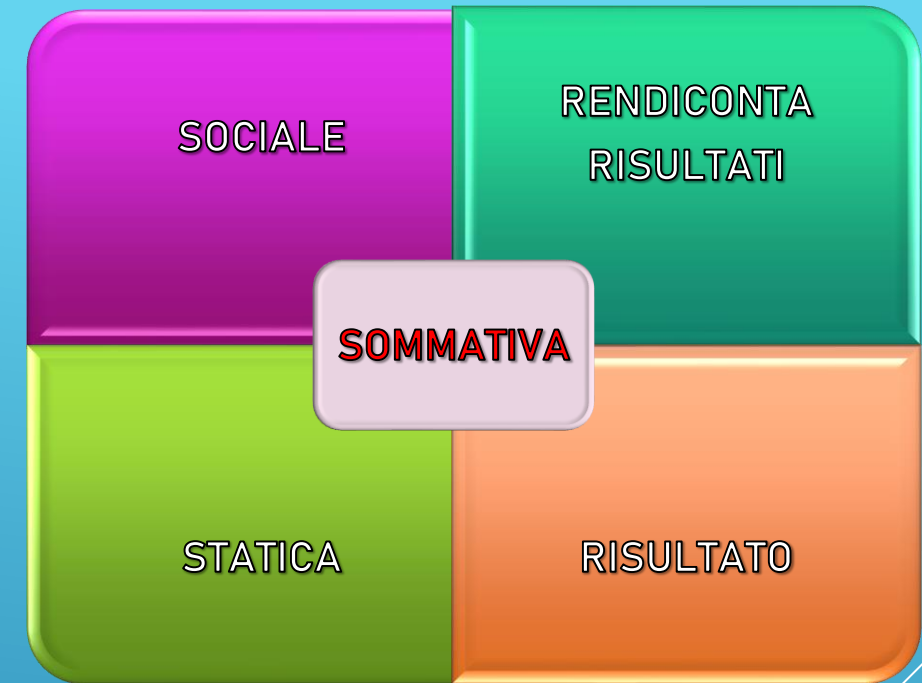 SOCIALE
RENDICONTA
RISULTATI
SOMMATIVA
STATICA
RISULTATO